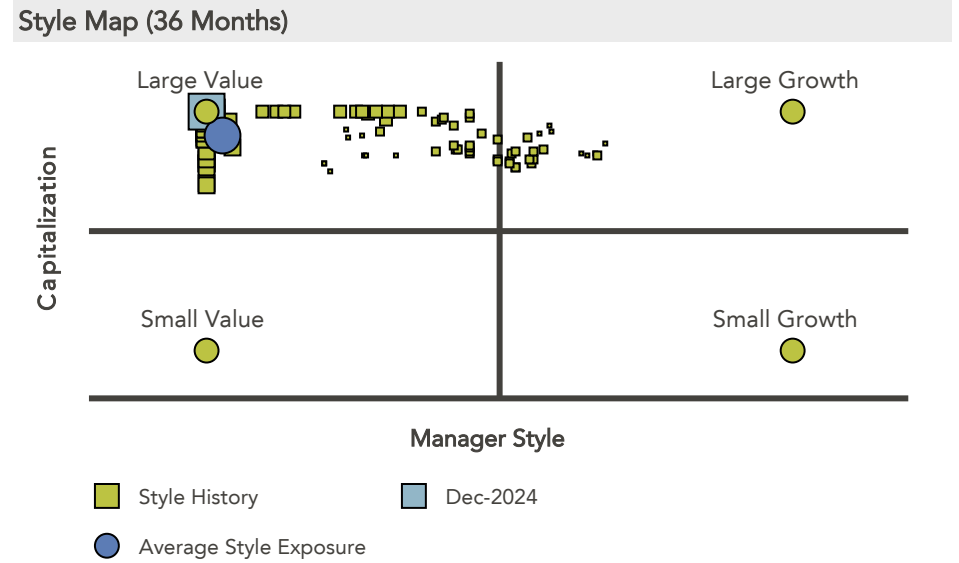 Style Map (36 Months)
Large Value
Large Growth
Capitalization
Small Value
Small Growth
Manager Style
Style History
Dec-2024
Average Style Exposure